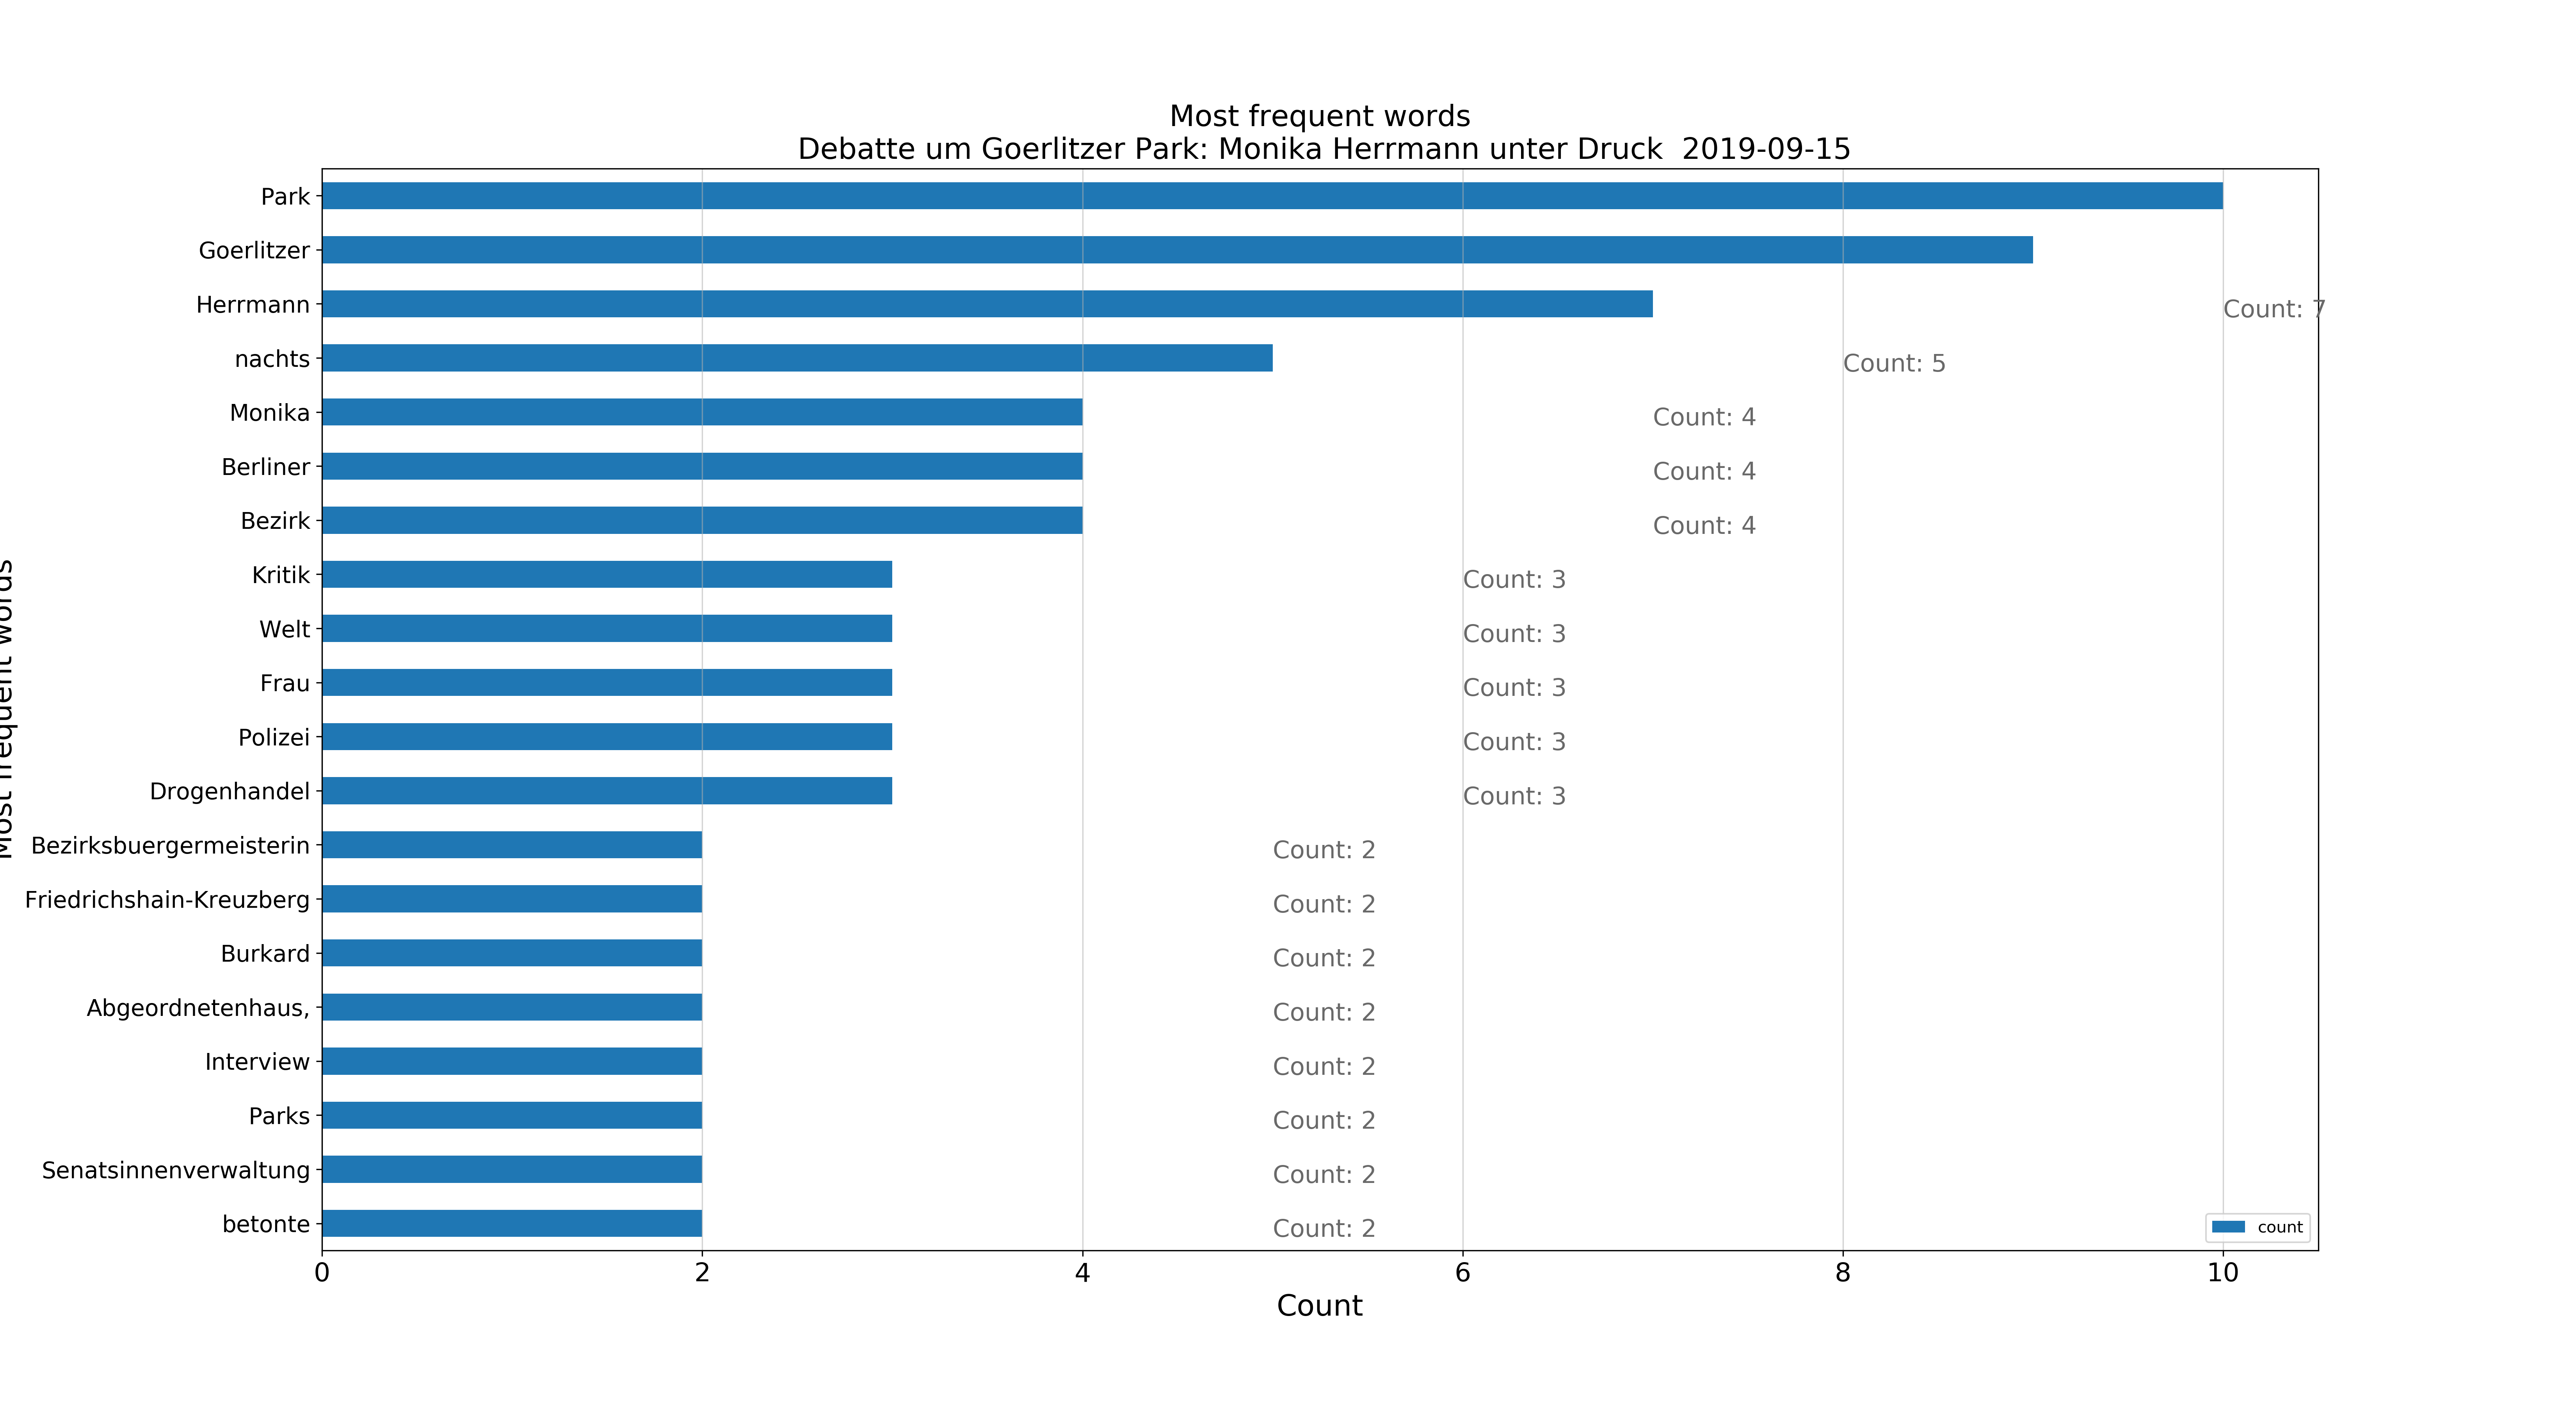 Most frequent words
Debatte um Goerlitzer Park: Monika Herrmann unter Druck  2019-09-15
Park
Goerlitzer
Herrmann Count: 7
nachts Count: 5
Monika Count: 4
Berliner Count: 4
Bezirk Count: 4
Kritik Count: 3
Welt Count: 3
Frau Count: 3
Polizei Count: 3
Drogenhandel Count: 3
Bezirksbuergermeisterin Count: 2
Friedrichshain-Kreuzberg Count: 2
Burkard Count: 2
Abgeordnetenhaus, Count: 2
Interview Count: 2
Parks Count: 2
Senatsinnenverwaltung Count: 2
betonte Count: 2
Most frequent words
count
0 2 4 6 8 10
Count